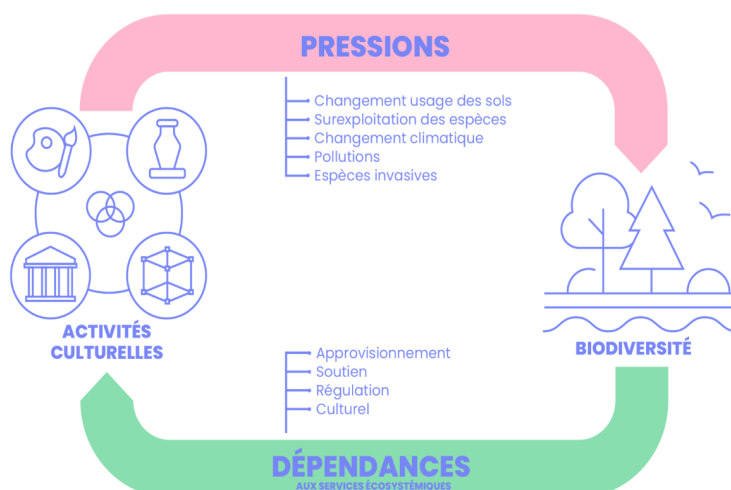 PRESSIONS
Changement usage des sols
Surexploitation des espèces
Changement climatique
Pollutions
Espèces invasives
ACTIVITÉS
CULTURELLES
BIODIVERSITÉ
Approvisionnement
Soutien
Régulation
Culturel
DÉPENDANCES
AUX SERVICES ÉCOSYSTÉMIQUES